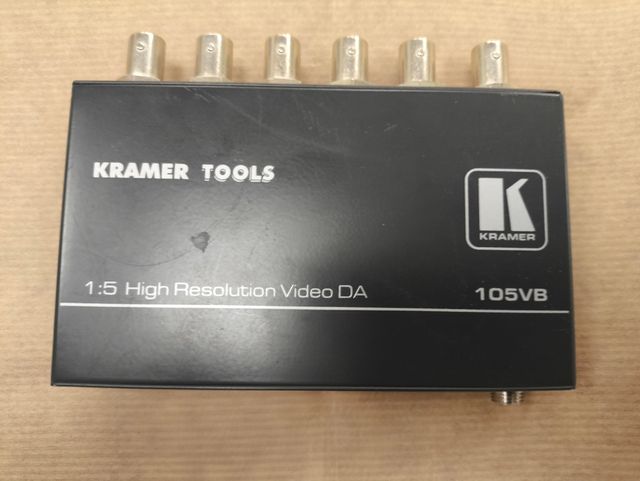 KRAMER TOOLS
K
KRAMER
1:5 High Resolution Video DA
105VB